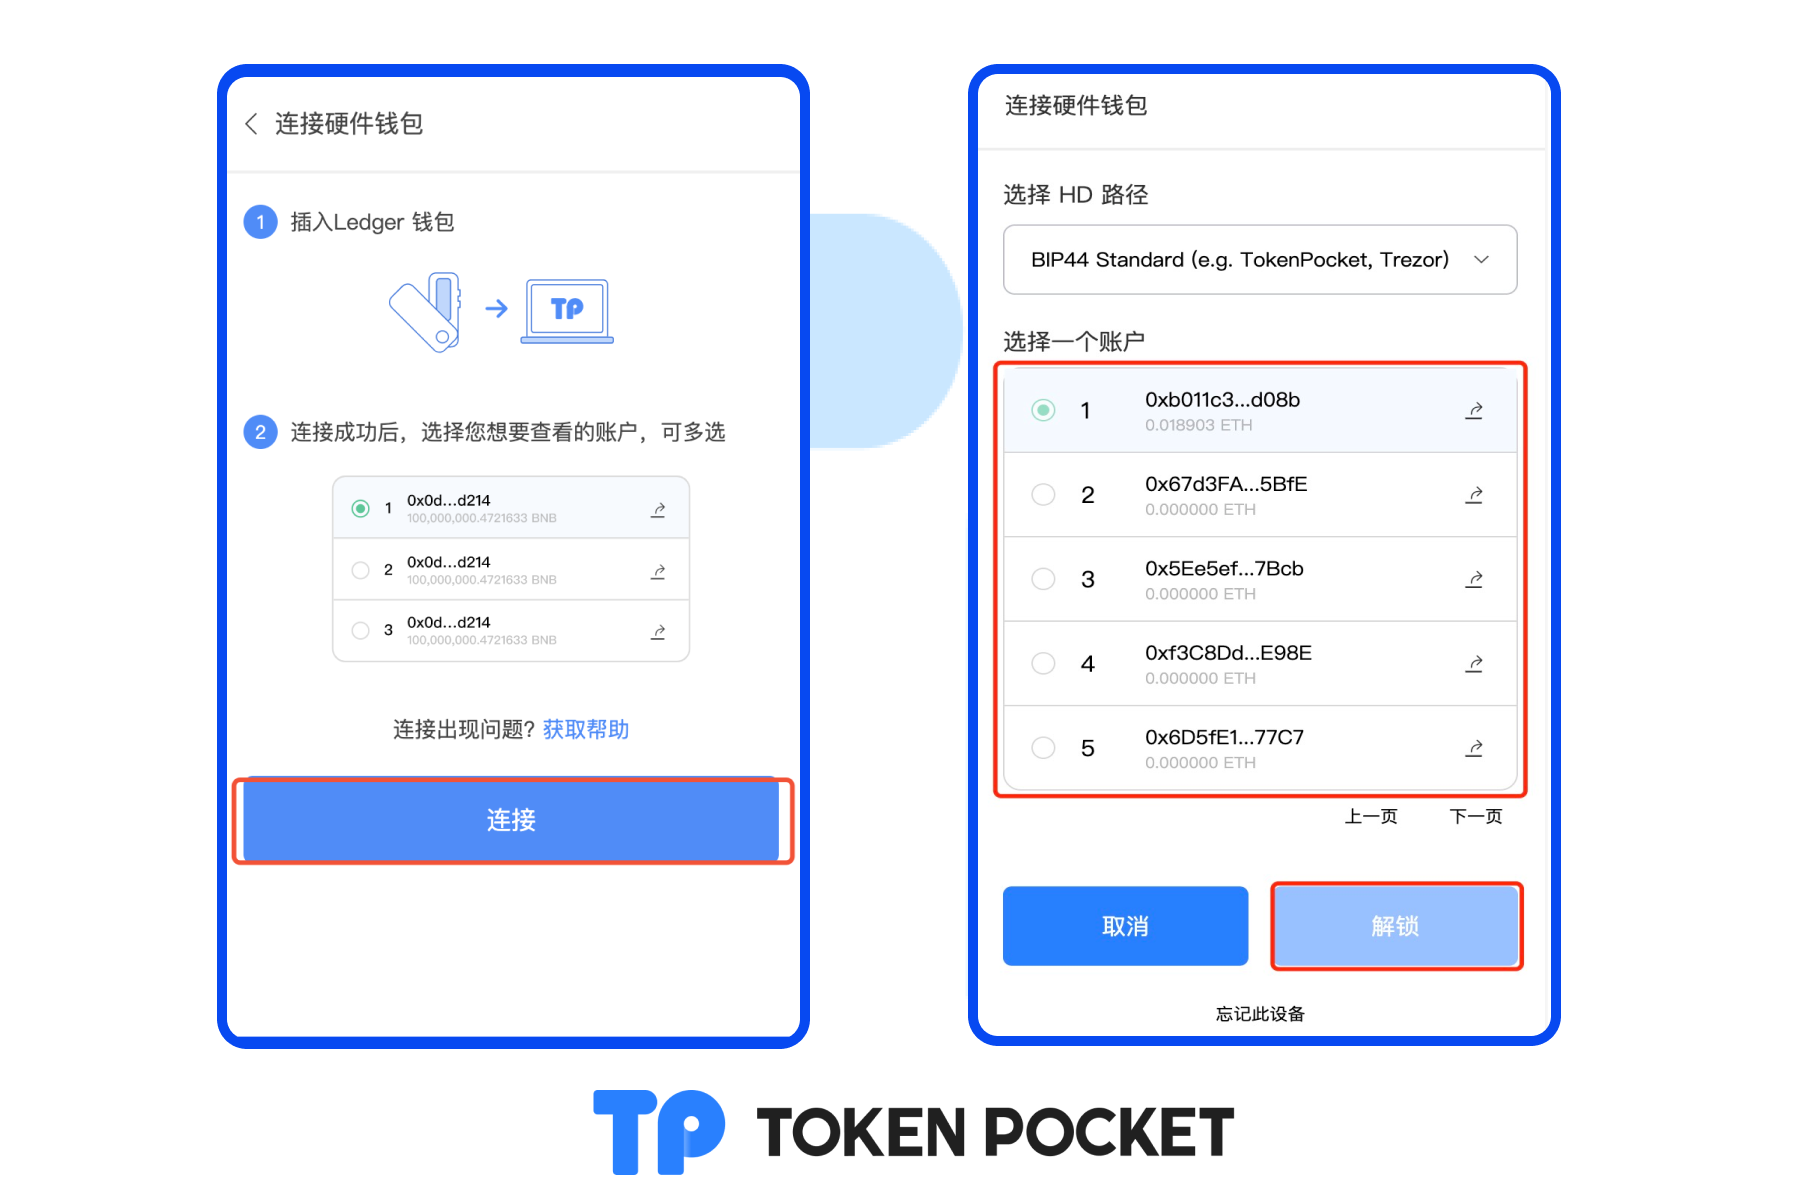 连接硬件钱包
1 插入Ledger 钱包
TP
2 连接成功后，选择您想要查看的账户，可多选
1 0x0d...d214
100,000,000.4721633 BNB
2 0x0d...d214
100,000,000.4721633 BNB
3 0x0d...d214
100,000,000.4721633 BNB
连接出现问题? 获取帮助
连接
连接硬件钱包
选择 HD 路径
BIP44 Standard (e.g. TokenPocket, Trezor)
选择一个账户
1 0xb011c3...d08b
0.018903 ETH
2 0x67d3FA...5BfE
0.000000 ETH
3 0x5Ee5ef...7Bcb
0.000000 ETH
4 0xf3C8Dd...E98E
0.000000 ETH
5 0x6D5fE1...77C7
0.000000 ETH
上一页 下一页
取消 解锁
忘记此设备
TP TOKEN POCKET